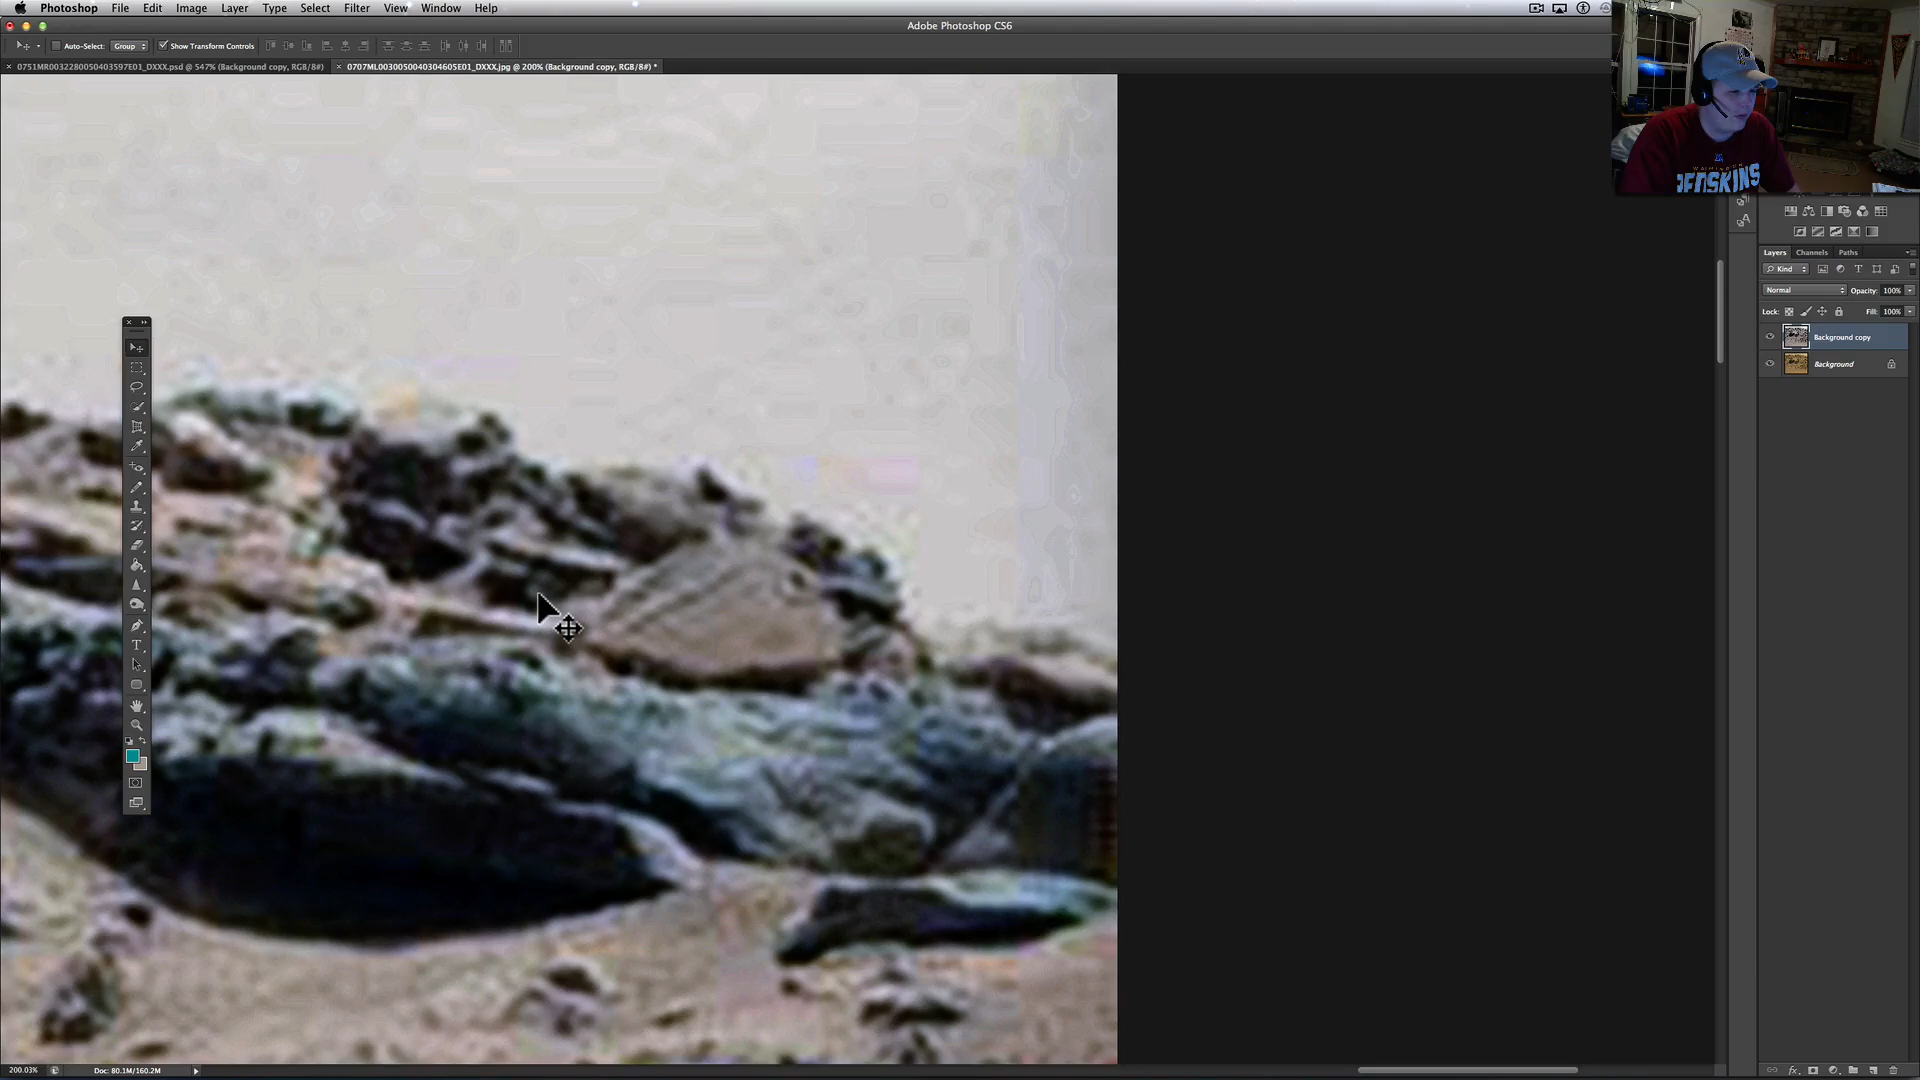 Photoshop File Edit Image Layer Type Select Filter View Window Help
Adobe Photoshop CS6
Auto-Select: Group Show Transform Controls
0751MR0032280050403597E01_DXXX.psd @ 547% (Background copy, RGB/8#)
0707ML0030050040304605E01_DXXX.jpg @ 200% (Background copy, RGB/8#) *
REDSKINS
Layers Channels Paths
Kind
Normal Opacity: 100%
Lock: Fill: 100%
Background copy
Background
200.03% Doc: 80.1M/160.2M